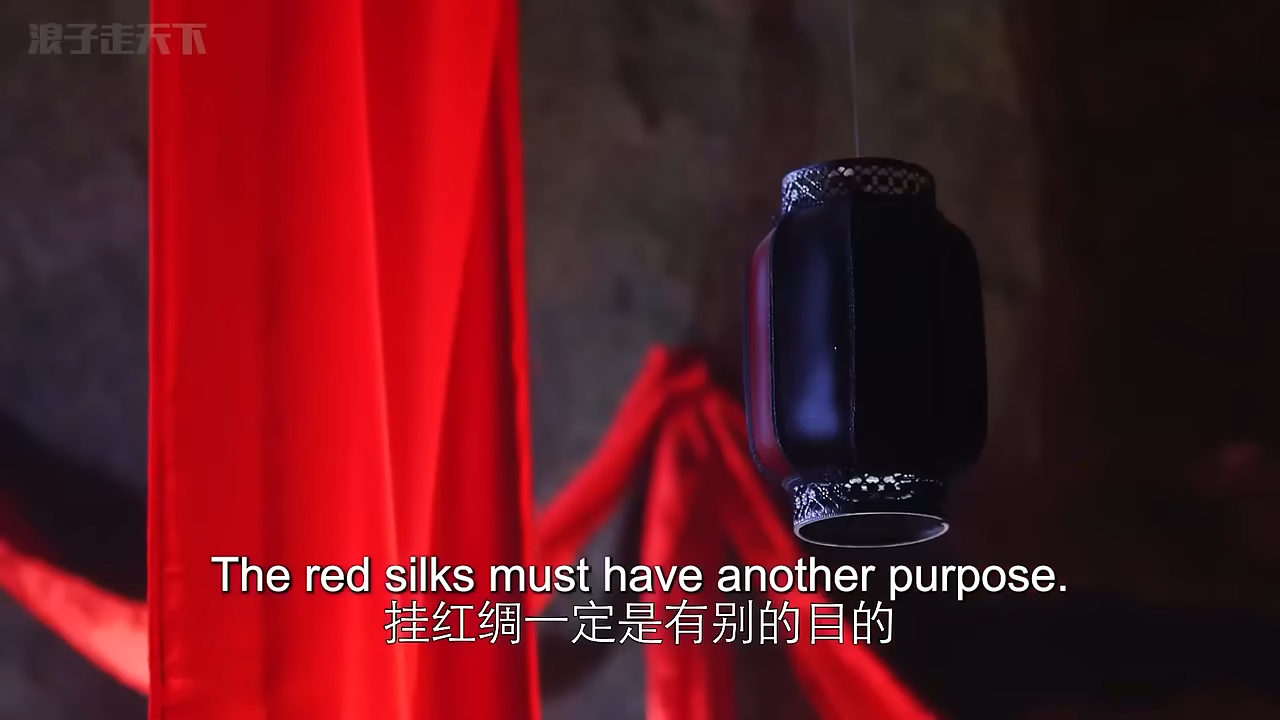 浪子走天下
The red silks must have another purpose.
挂红绸一定是有别的目的